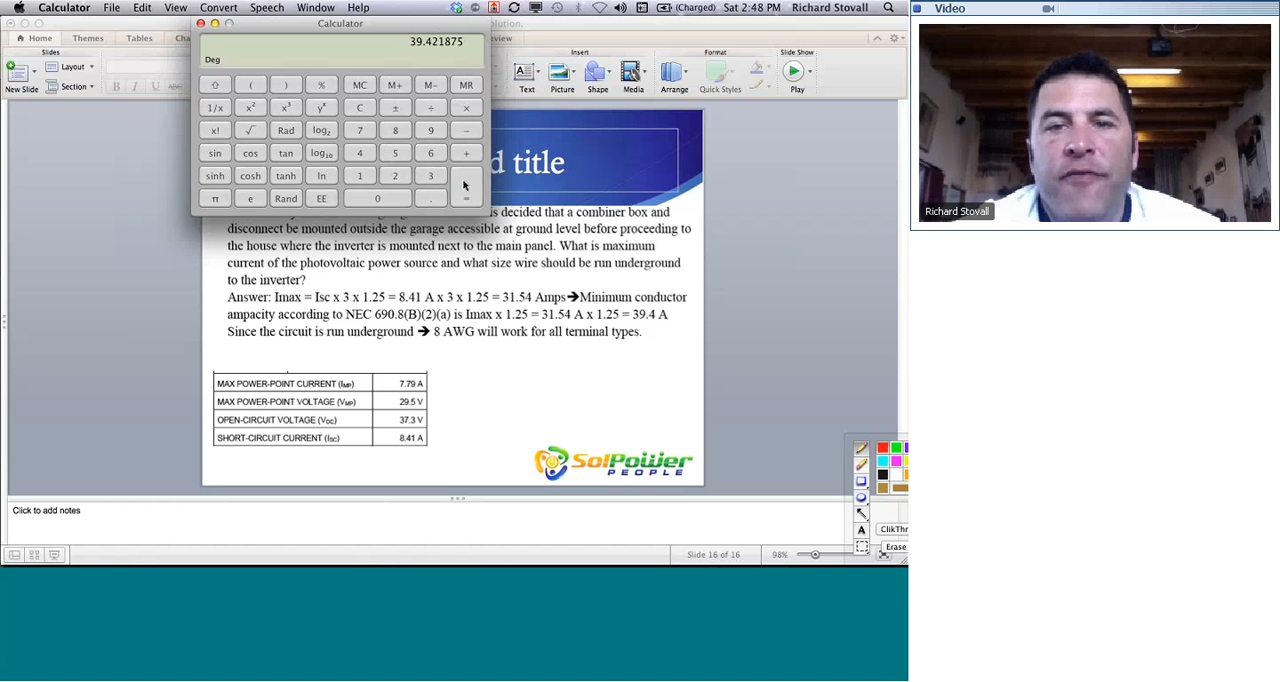 Calculator File Edit View Convert Speech Window Help (Charged) Sat 2:48 PM Richard Stovall
Video
Calculator
39.421875
Deg
( ) % MC M+ M− MR
1/x x² x³ yˣ C ± ÷ ×
x! √ Rad log₂ 7 8 9 −
sin cos tan log₁₀ 4 5 6 +
sinh cosh tanh ln 1 2 3
π e Rand EE 0 . =
Home Themes Tables
Slides Insert Format Slide Show
New Slide Layout Section B I U ABC Text Picture Shape Media Arrange Quick Styles Play
title
is decided that a combiner box and
disconnect be mounted outside the garage accessible at ground level before proceeding to
the house where the inverter is mounted next to the main panel. What is maximum
current of the photovoltaic power source and what size wire should be run underground
to the inverter?
Answer: Imax = Isc x 3 x 1.25 = 8.41 A x 3 x 1.25 = 31.54 Amps➔Minimum conductor
ampacity according to NEC 690.8(B)(2)(a) is Imax x 1.25 = 31.54 A x 1.25 = 39.4 A
Since the circuit is run underground ➔ 8 AWG will work for all terminal types.
MAX POWER-POINT CURRENT (IMP) 7.79 A
MAX POWER-POINT VOLTAGE (VMP) 29.5 V
OPEN-CIRCUIT VOLTAGE (VOC) 37.3 V
SHORT-CIRCUIT CURRENT (ISC) 8.41 A
SolPower
PEOPLE
A
ClikThr
Erase
Click to add notes
Slide 16 of 16 98%
Richard Stovall